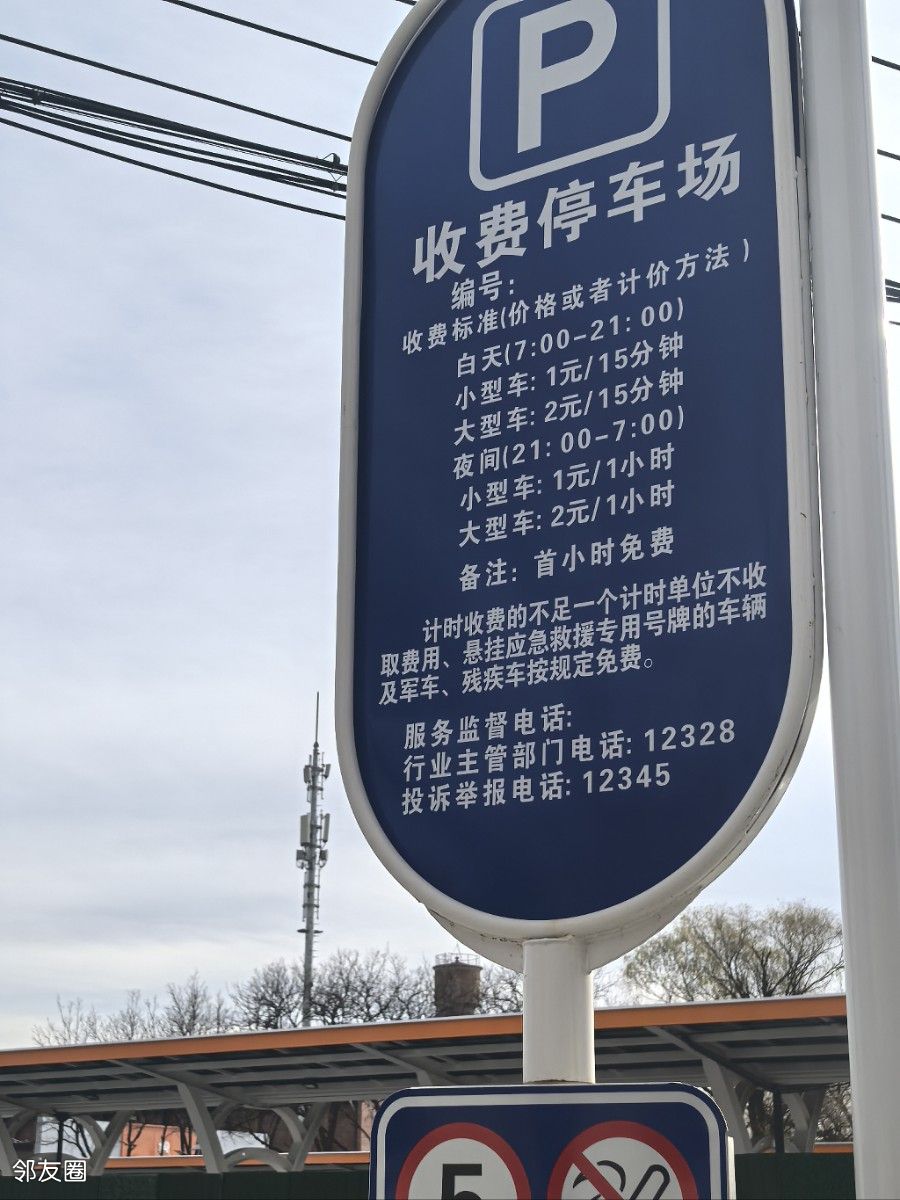 P
收费停车场
编号:
收费标准(价格或者计价方法)
白天(7:00-21:00)
小型车: 1元/15分钟
大型车: 2元/15分钟
夜间(21:00-7:00)
小型车: 1元/1小时
大型车: 2元/1小时
备注: 首小时免费
计时收费的不足一个计时单位不收
取费用、悬挂应急救援专用号牌的车辆
及军车、残疾车按规定免费。
服务监督电话:
行业主管部门电话: 12328
投诉举报电话: 12345
5
邻友圈